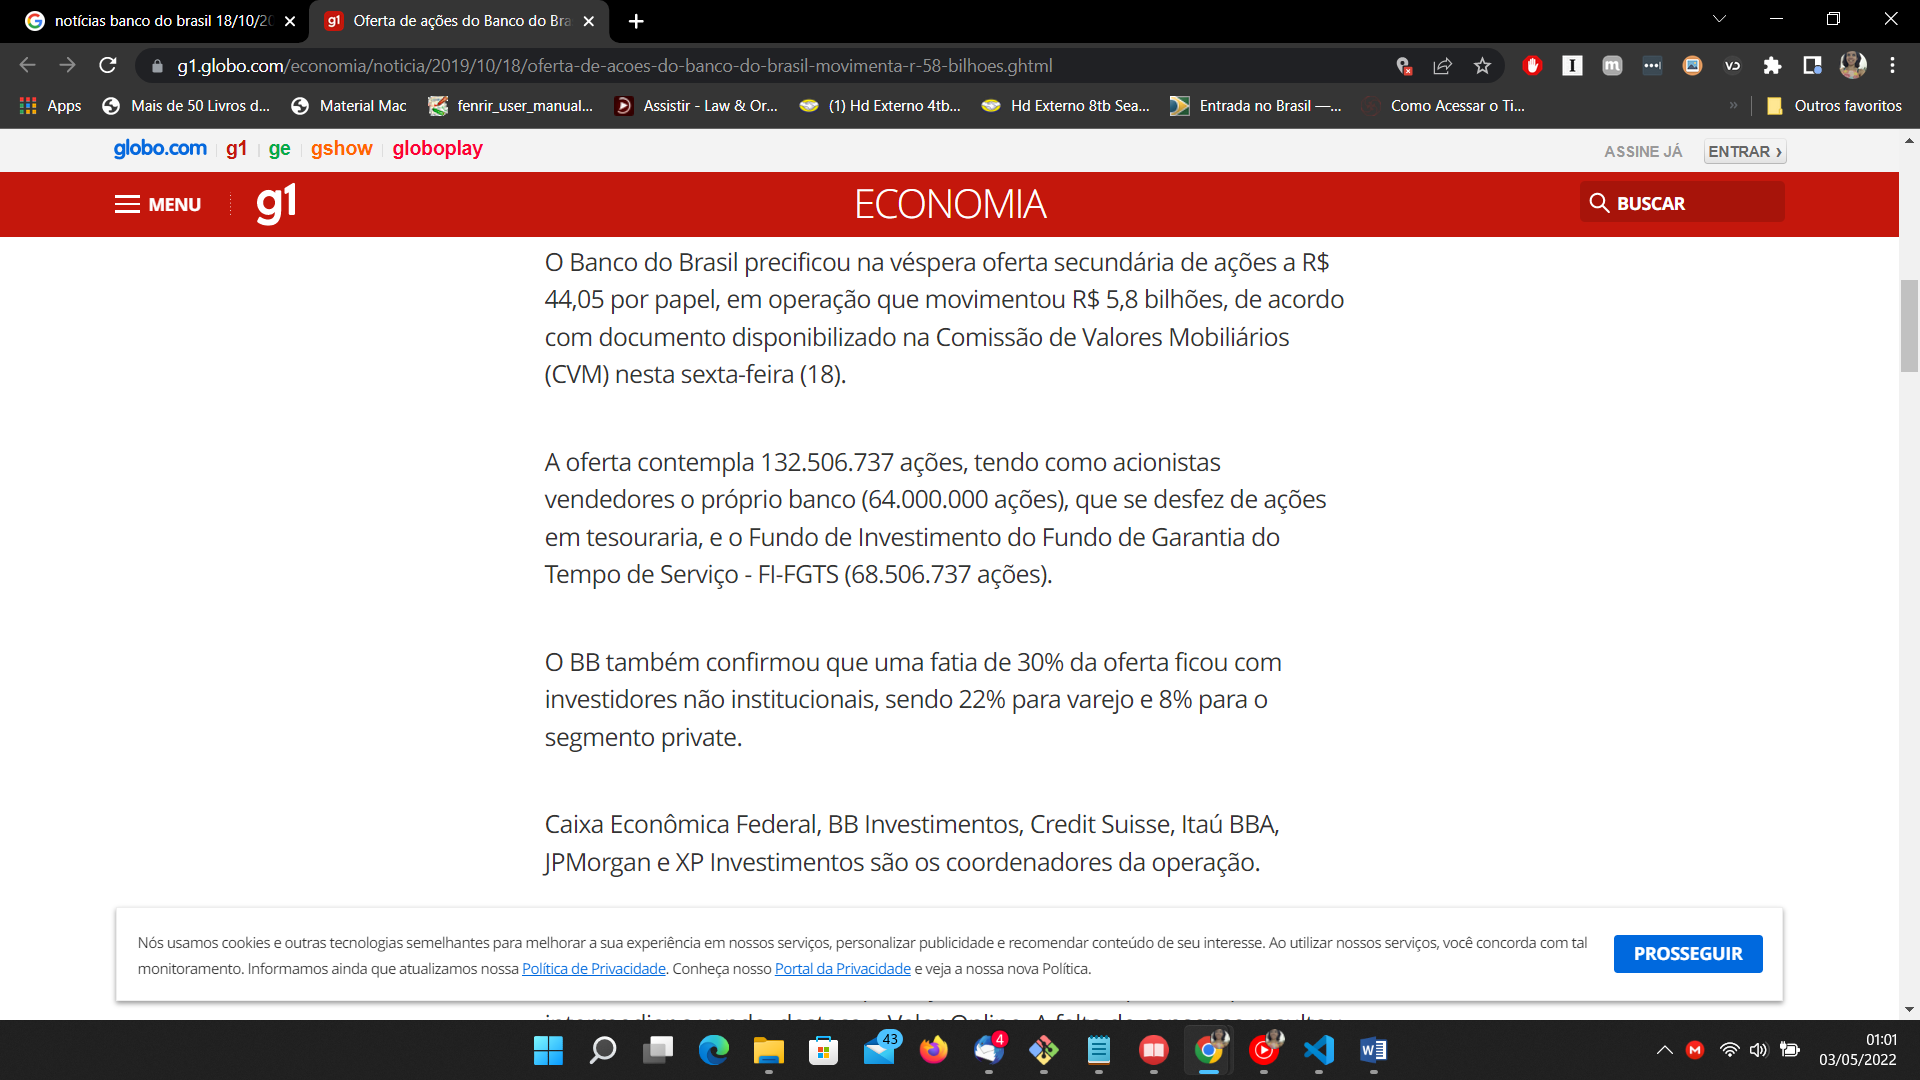 notícias banco do brasil 18/10/20
Oferta de ações do Banco do Bra
g1.globo.com/economia/noticia/2019/10/18/oferta-de-acoes-do-banco-do-brasil-movimenta-r-58-bilhoes.ghtml
Apps
Mais de 50 Livros d...
Material Mac
fenrir_user_manual...
Assistir - Law & Or...
(1) Hd Externo 4tb...
Hd Externo 8tb Sea...
Entrada no Brasil —...
Como Acessar o Ti...
»
Outros favoritos
globo.com g1 ge gshow globoplay
ASSINE JÁ
ENTRAR ›
MENU
g1
ECONOMIA
BUSCAR
O Banco do Brasil precificou na véspera oferta secundária de ações a R$
44,05 por papel, em operação que movimentou R$ 5,8 bilhões, de acordo
com documento disponibilizado na Comissão de Valores Mobiliários
(CVM) nesta sexta-feira (18).
A oferta contempla 132.506.737 ações, tendo como acionistas
vendedores o próprio banco (64.000.000 ações), que se desfez de ações
em tesouraria, e o Fundo de Investimento do Fundo de Garantia do
Tempo de Serviço - FI-FGTS (68.506.737 ações).
O BB também confirmou que uma fatia de 30% da oferta ficou com
investidores não institucionais, sendo 22% para varejo e 8% para o
segmento private.
Caixa Econômica Federal, BB Investimentos, Credit Suisse, Itaú BBA,
JPMorgan e XP Investimentos são os coordenadores da operação.
Nós usamos cookies e outras tecnologias semelhantes para melhorar a sua experiência em nossos serviços, personalizar publicidade e recomendar conteúdo de seu interesse. Ao utilizar nossos serviços, você concorda com tal
monitoramento. Informamos ainda que atualizamos nossa Política de Privacidade. Conheça nosso Portal da Privacidade e veja a nossa nova Política.
PROSSEGUIR
43
4
01:01
03/05/2022